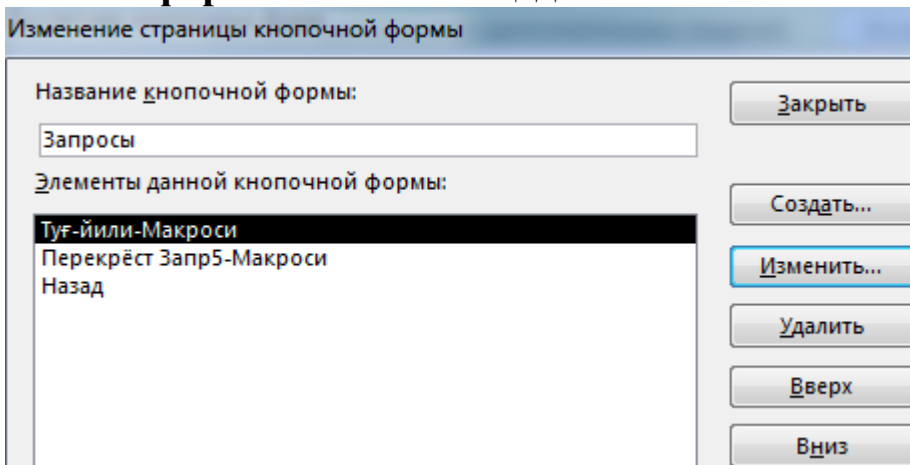 Изменение страницы кнопочной формы
Название кнопочной формы:
Закрыть
Запросы
Элементы данной кнопочной формы:
Создать...
Туғ-йили-Макроси
Перекрёст Запр5-Макроси
Изменить...
Назад
Удалить
Вверх
Вниз